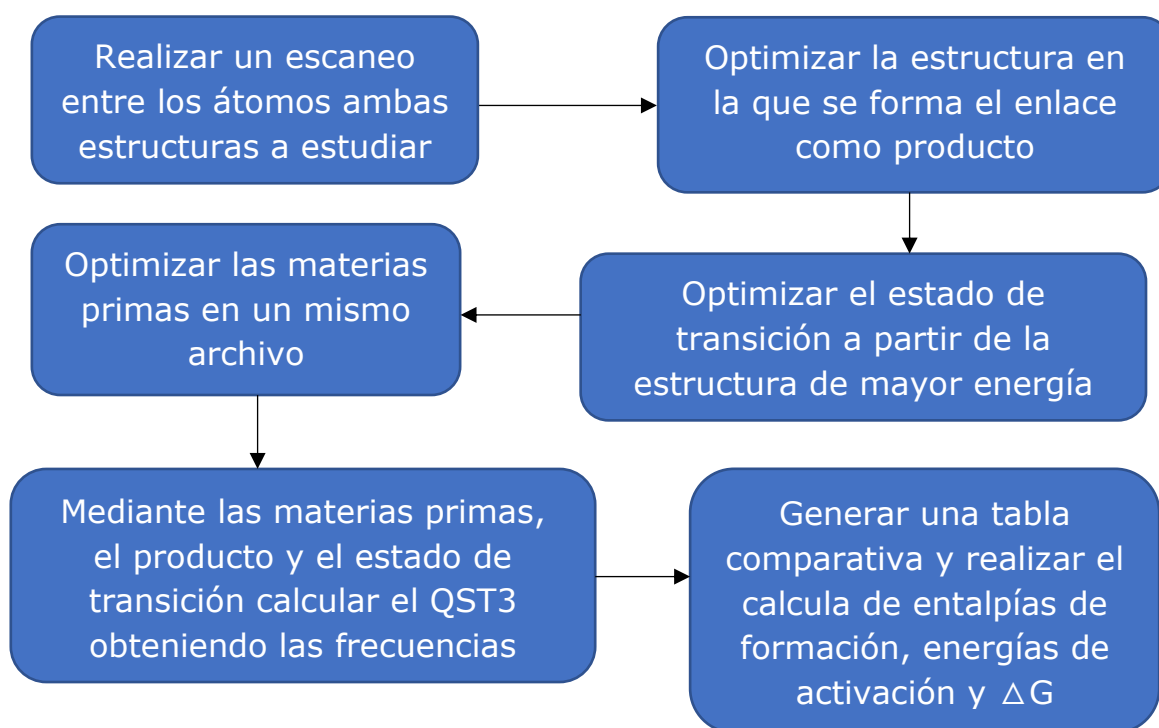 Realizar un escaneo
entre los átomos ambas
estructuras a estudiar
Optimizar la estructura en
la que se forma el enlace
como producto
Optimizar el estado de
transición a partir de la
estructura de mayor energía
Optimizar las materias
primas en un mismo
archivo
Mediante las materias primas,
el producto y el estado de
transición calcular el QST3
obteniendo las frecuencias
Generar una tabla
comparativa y realizar el
calcula de entalpías de
formación, energías de
activación y △G